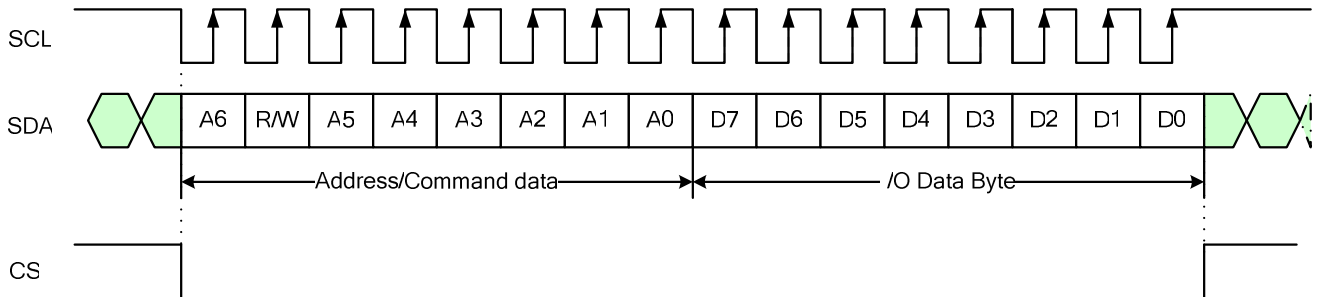 SCL
SDA A6 R/W A5 A4 A3 A2 A1 A0 D7 D6 D5 D4 D3 D2 D1 D0
Address/Command data /O Data Byte
CS